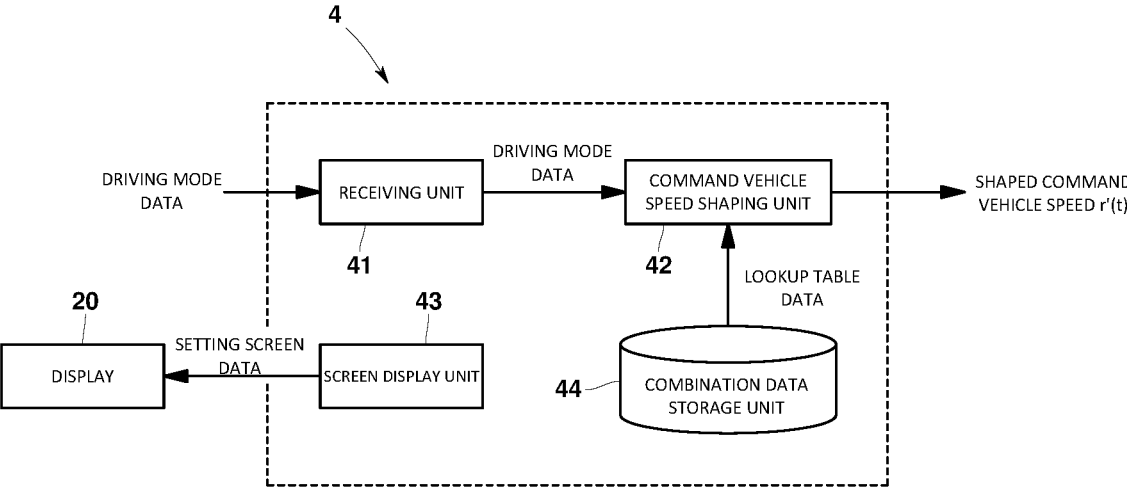 4
DRIVING MODE
DATA
RECEIVING UNIT
41
DRIVING MODE
DATA
COMMAND VEHICLE
SPEED SHAPING UNIT
42
SHAPED COMMAND
VEHICLE SPEED r'(t)
LOOKUP TABLE
DATA
20
DISPLAY
SETTING SCREEN
DATA
43
SCREEN DISPLAY UNIT
44
COMBINATION DATA
STORAGE UNIT